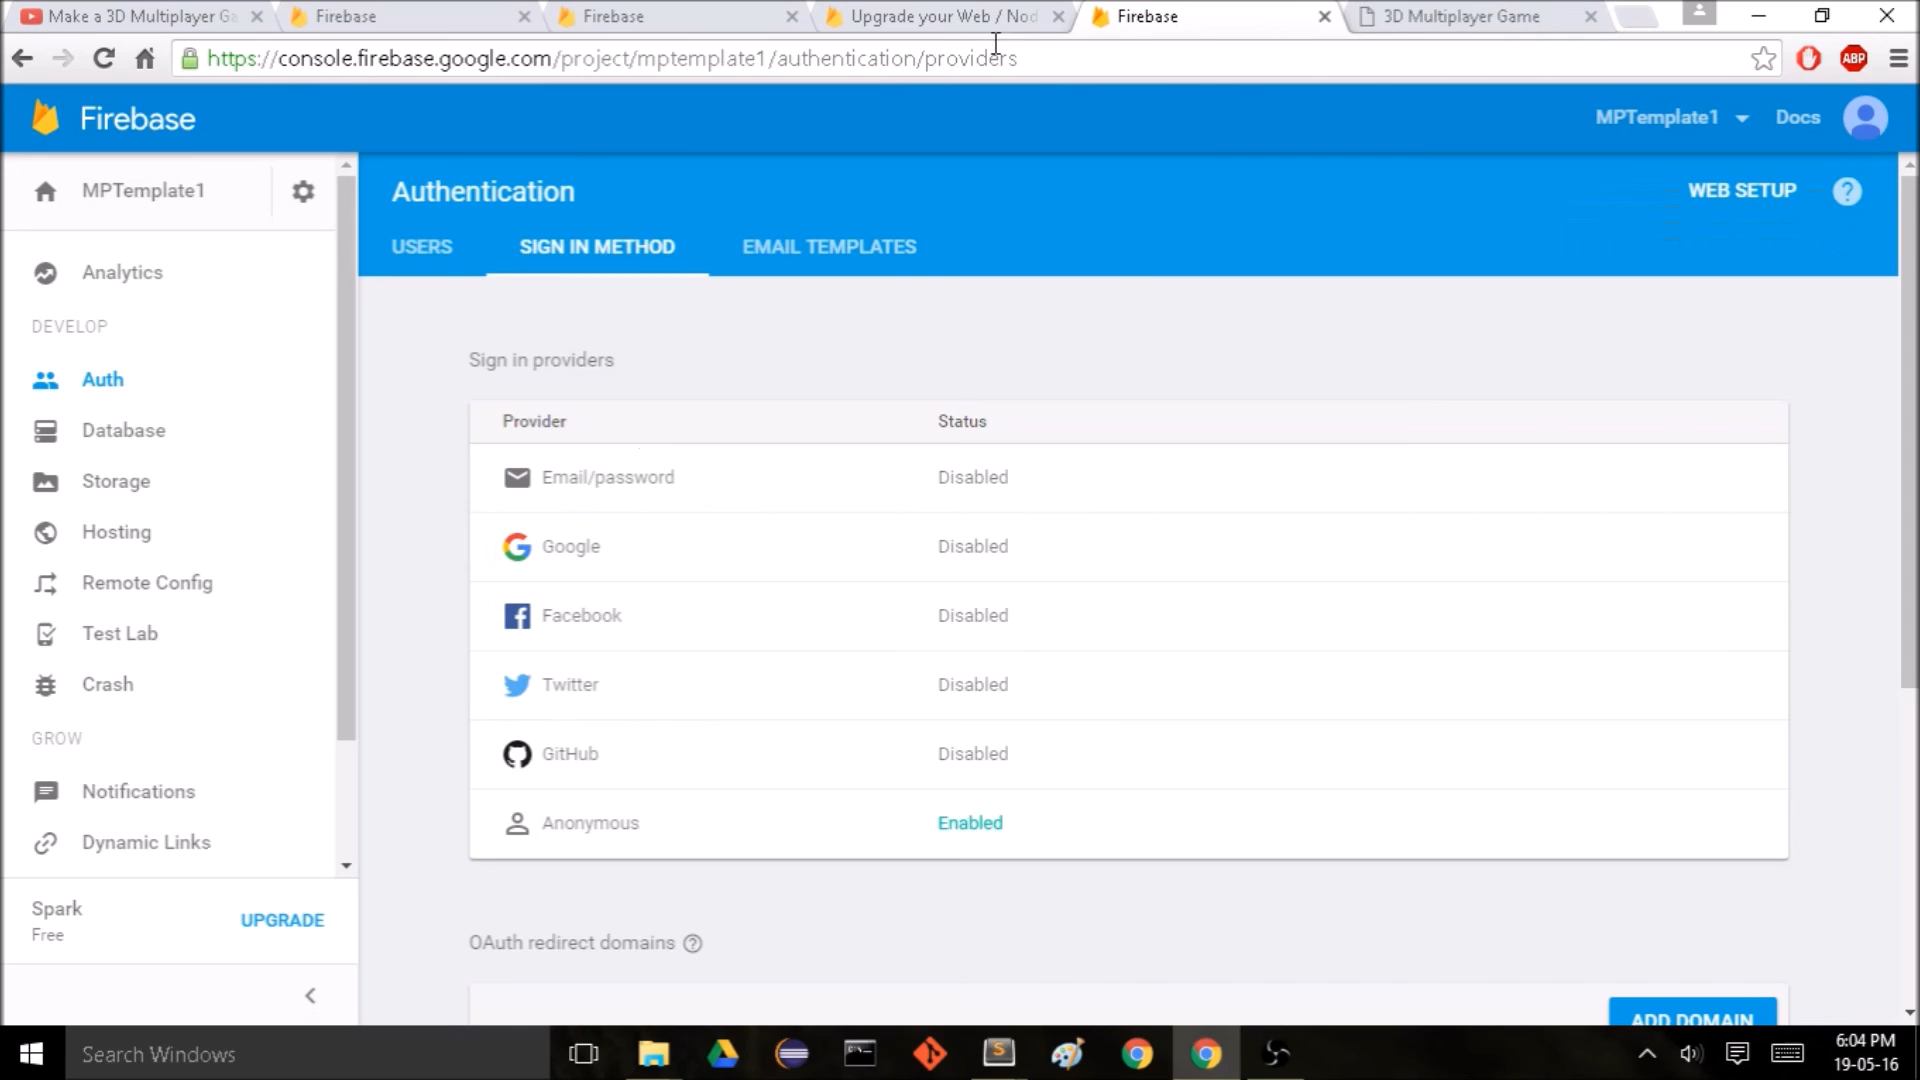 Make a 3D Multiplayer Ga
Firebase
Firebase
Upgrade your Web / Nod
Firebase
3D Multiplayer Game
https://console.firebase.google.com/project/mptemplate1/authentication/providers
ABP
Firebase
MPTemplate1
Docs
MPTemplate1
Authentication
WEB SETUP
?
USERS
SIGN IN METHOD
EMAIL TEMPLATES
Analytics
DEVELOP
Auth
Database
Storage
Hosting
Remote Config
Test Lab
Crash
GROW
Notifications
Dynamic Links
Spark
Free
UPGRADE
Sign in providers
Provider
Status
Email/password
Disabled
Google
Disabled
Facebook
Disabled
Twitter
Disabled
GitHub
Disabled
Anonymous
Enabled
OAuth redirect domains ?
ADD DOMAIN
Search Windows
6:04 PM
19-05-16